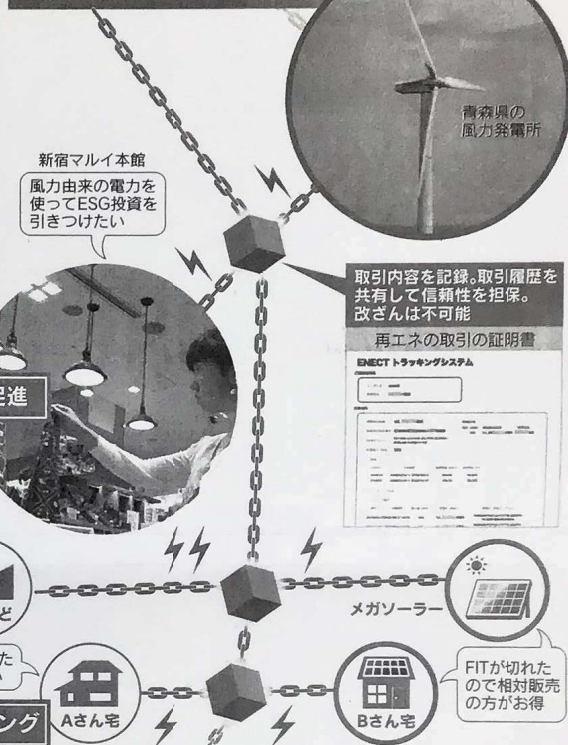 青森県の
風力発電所
新宿マルイ本館
風力由来の電力を
使ってESG投資を
引きつけたい
取引内容を記録。取引履歴を
共有して信頼性を担保。
改ざんは不可能
再エネの取引の証明書
ENECT トラッキングシステム
促進
ど
メガソーラー
た
い
Aさん宅
Bさん宅
FITが切れた
ので相対販売
の方がお得
ング